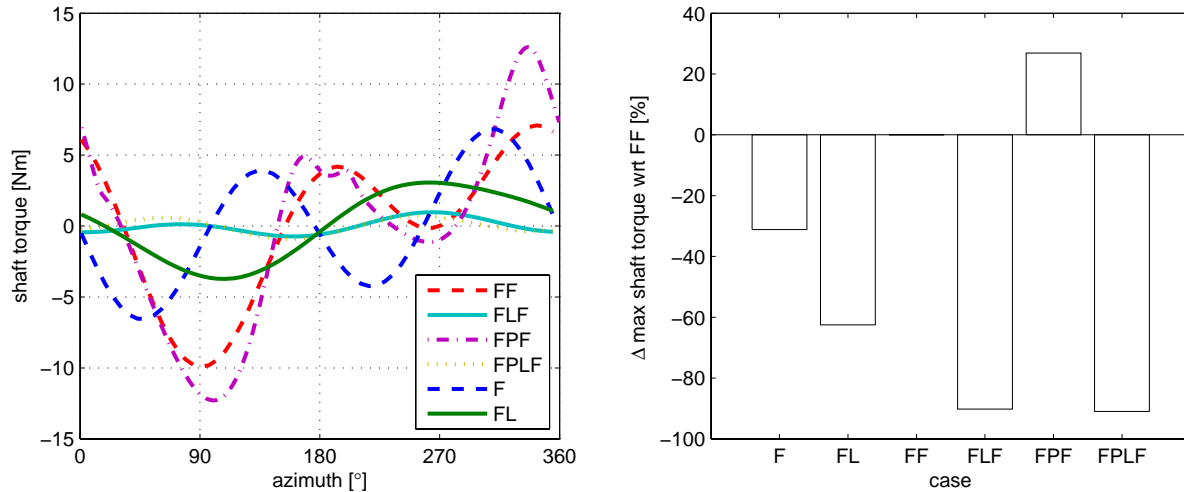 15
10
5
0
−5
−10
−15
shaft torque [Nm]
0
90
180
270
360
azimuth [°]
FF
FLF
FPF
FPLF
F
FL
40
20
0
−20
−40
−60
−80
−100
Δ max shaft torque wrt FF [%]
F
FL
FF
FLF
FPF
FPLF
case